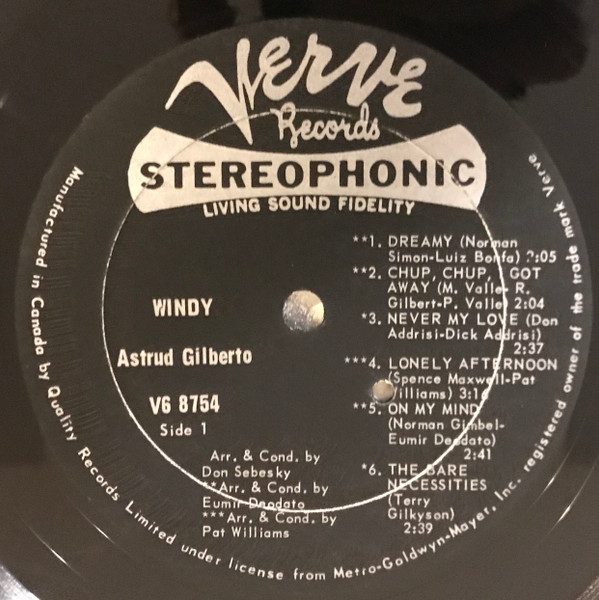 Verve
Records
STEREOPHONIC
LIVING SOUND FIDELITY
WINDY
Astrud Gilberto
V6 8754
Side 1
Arr. & Cond. by
Don Sebesky
**Arr. & Cond. by
Eumir Deodato
***Arr. & Cond. by
Pat Williams
**1. DREAMY (Norman
Simon-Luiz Bonfa) 2:05
**2. CHUP, CHUP, I GOT
AWAY (M. Valle- R.
Gilbert-P. Valle) 2:04
*3. NEVER MY LOVE (Don
Addrisi-Dick Addrisi)
2:37
***4. LONELY AFTERNOON
(Spence Maxwell-Pat
Williams) 3:16
**5. ON MY MIND
(Norman Gimbel-
Eumir Deodato)
2:41
*6. THE BARE
NECESSITIES
(Terry
Gilkyson)
2:39
Manufactured in Canada by Quality Records Limited under license from Metro-Goldwyn-Mayer, Inc. registered owner of the trade mark Verve